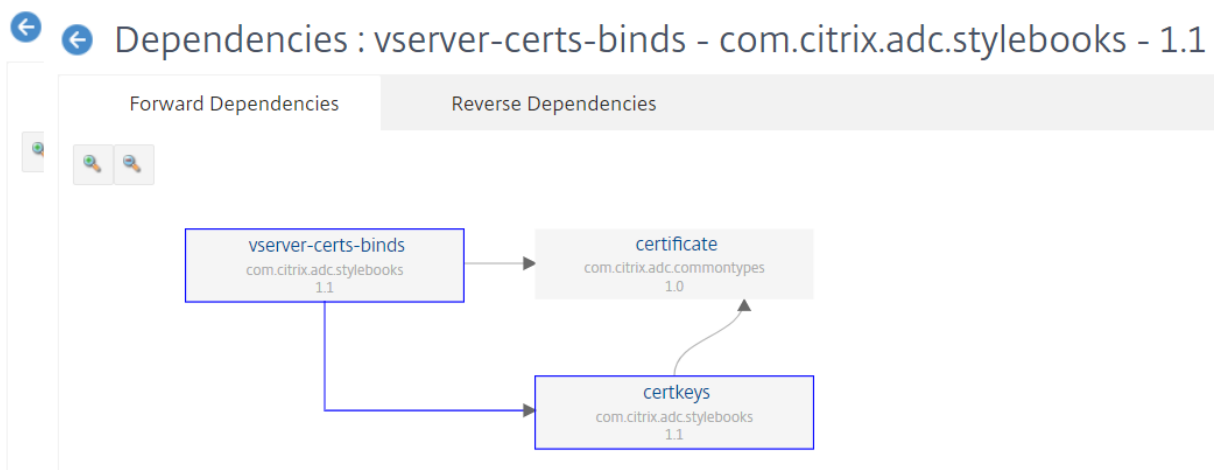 Dependencies : vserver-certs-binds - com.citrix.adc.stylebooks - 1.1
Forward Dependencies
Reverse Dependencies
vserver-certs-binds
com.citrix.adc.stylebooks
1.1
certificate
com.citrix.adc.commontypes
1.0
certkeys
com.citrix.adc.stylebooks
1.1